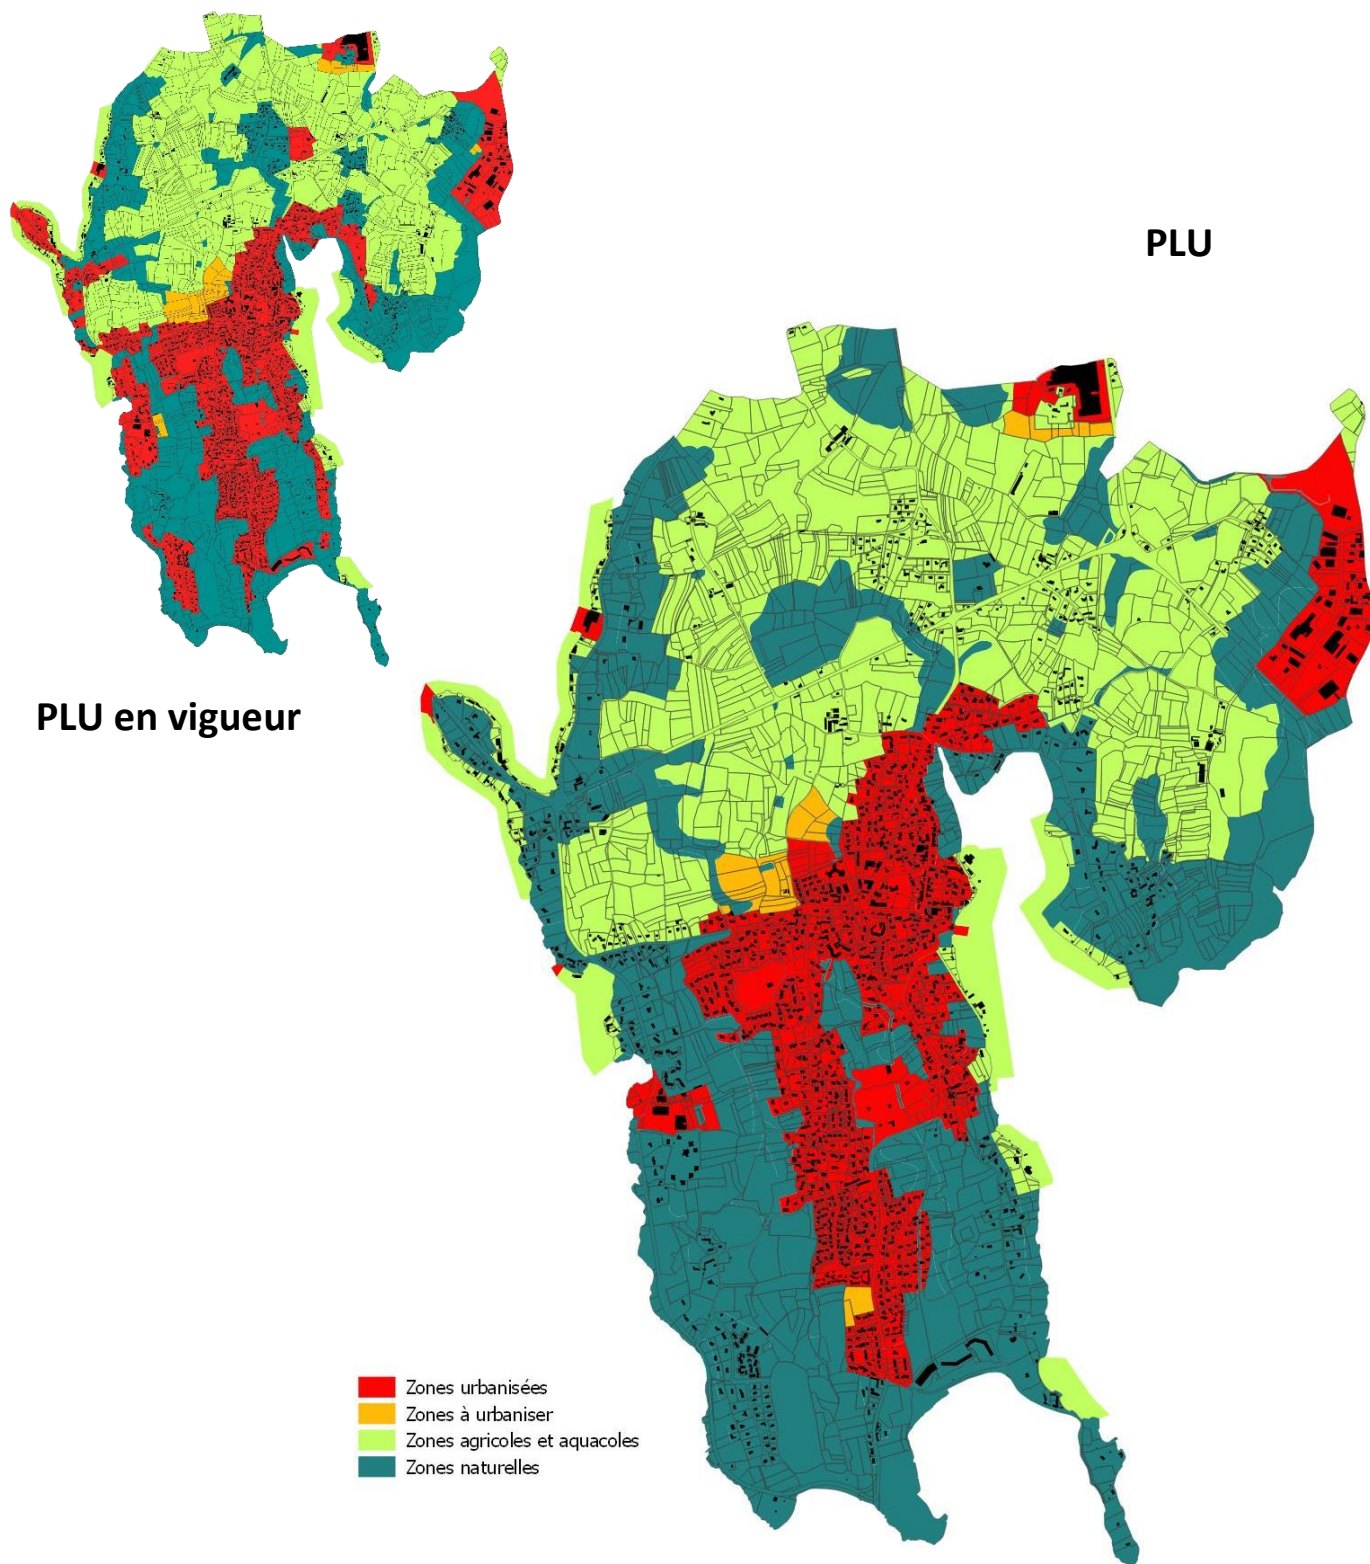 PLU
PLU en vigueur
Zones urbanisées
Zones à urbaniser
Zones agricoles et aquacoles
Zones naturelles